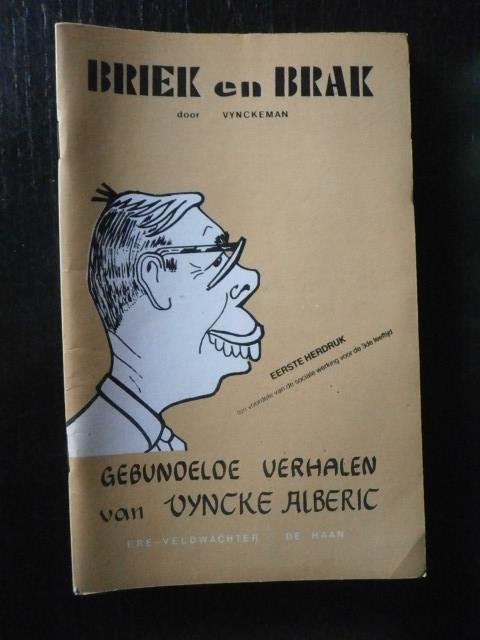 BRIEK en BRAK
door VYNCKEMAN
EERSTE HERDRUK
ten voordele van de sociale werking voor de 3de leeftijd
GEBUNDELDE VERHALEN
van VYNCKE ALBERIC
ERE-VELDWACHTER DE HAAN